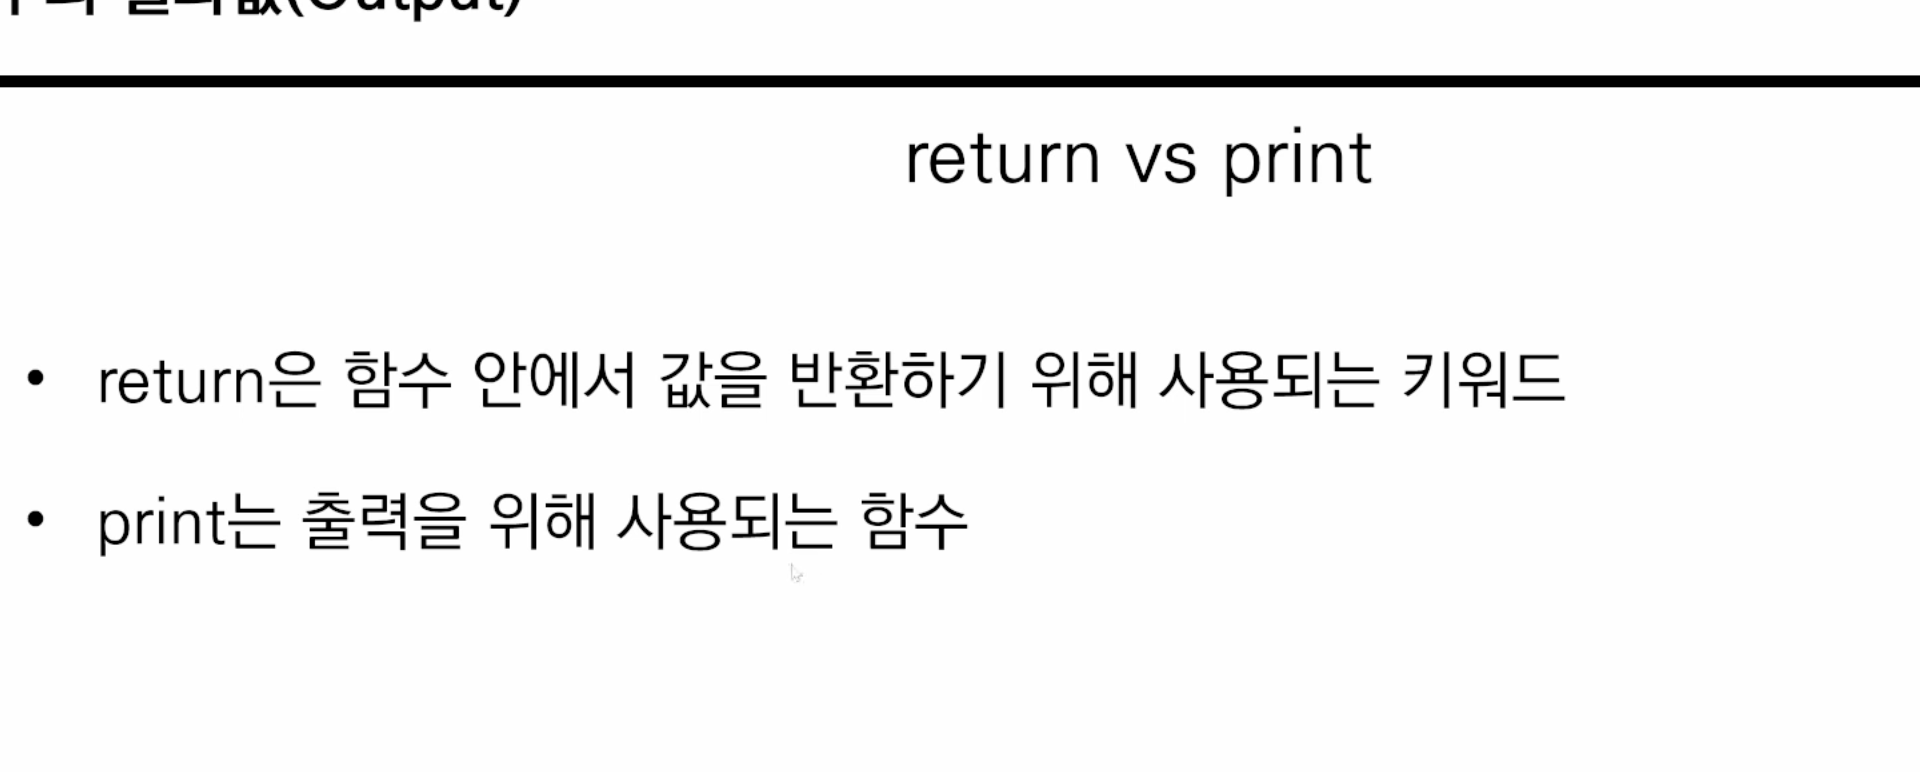 결과값(Output)
return vs print
• return은 함수 안에서 값을 반환하기 위해 사용되는 키워드
• print는 출력을 위해 사용되는 함수